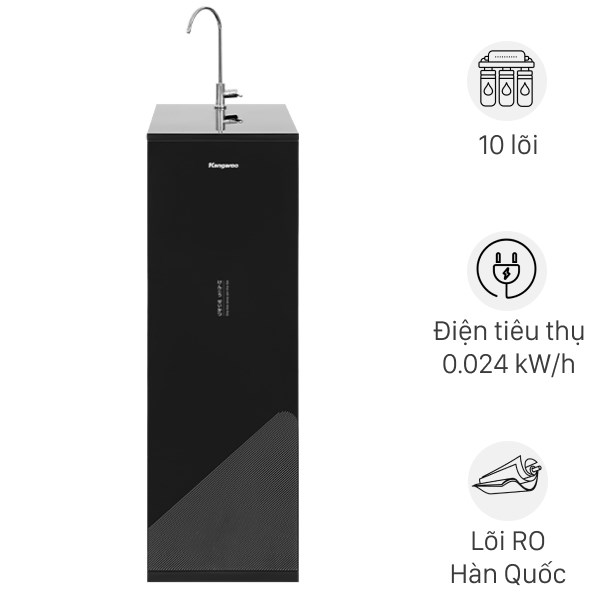 Kangaroo
10 lõi
Điện tiêu thụ
0.024 kW/h
Lõi RO
Hàn Quốc